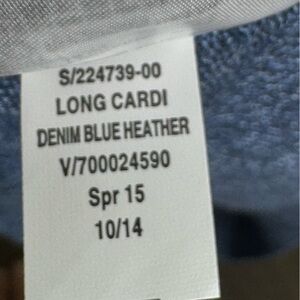 S/224739-00
LONG CARDI
DENIM BLUE HEATHER
V/700024590
Spr 15
10/14